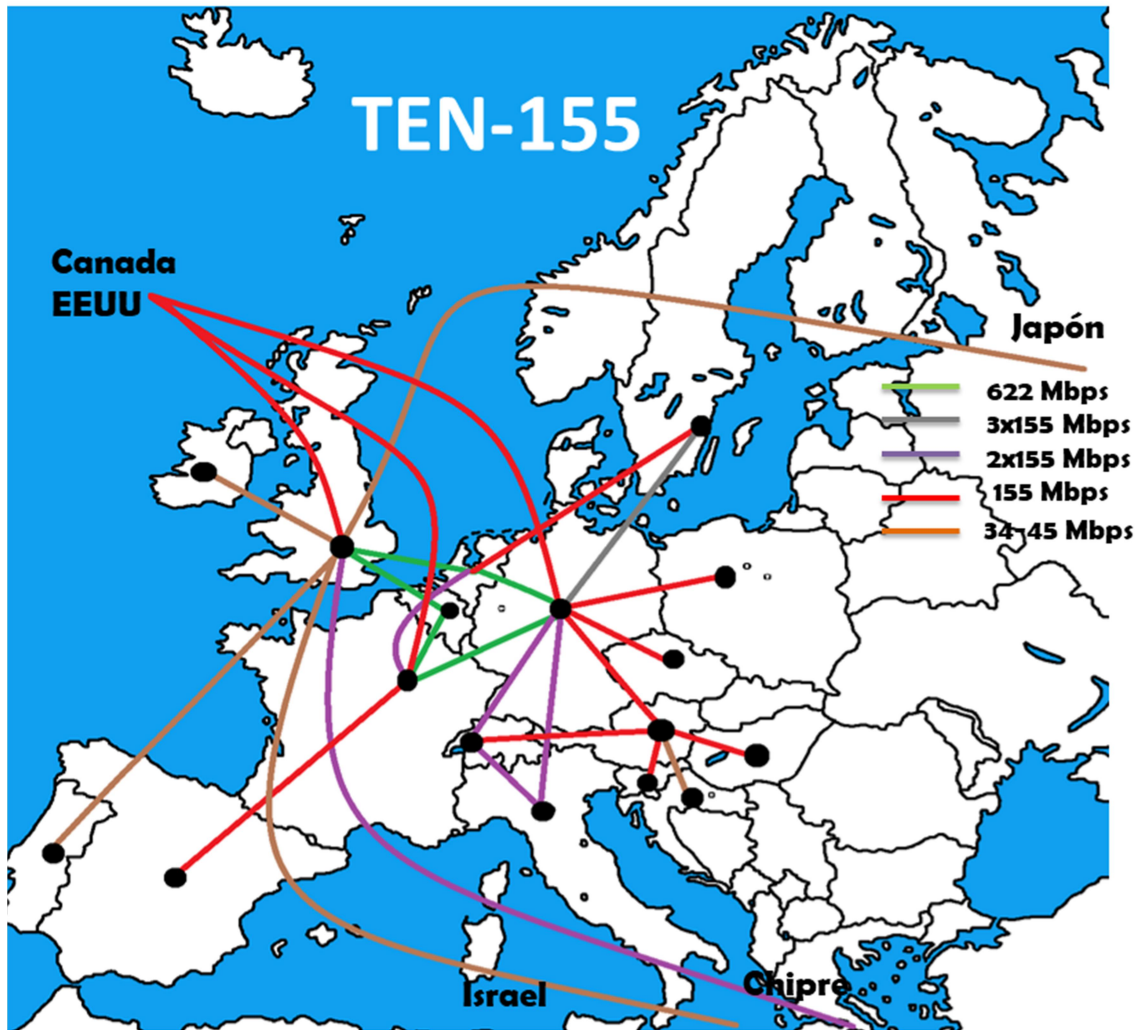 TEN-155
Canada
EEUU
Japón
622 Mbps
3x155 Mbps
2x155 Mbps
155 Mbps
34-45 Mbps
Israel
Chipre